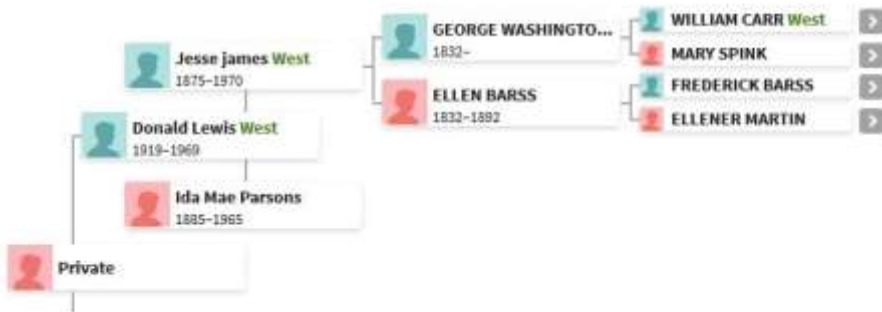 GEORGE WASHINGTO...
1832–
WILLIAM CARR West
MARY SPINK
Jesse james West
1875–1970
ELLEN BARSS
1832–1892
FREDERICK BARSS
ELLENER MARTIN
Donald Lewis West
1919–1969
Ida Mae Parsons
1885–1965
Private